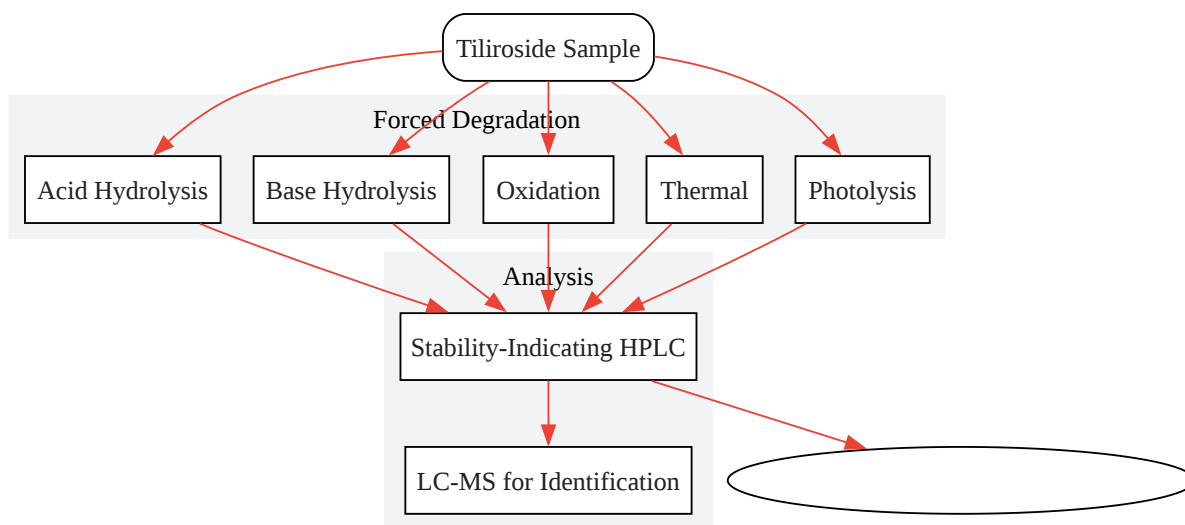 Tiliroside Sample
Forced Degradation
Acid Hydrolysis
Base Hydrolysis
Oxidation
Thermal
Photolysis
Analysis
Stability-Indicating HPLC
LC-MS for Identification